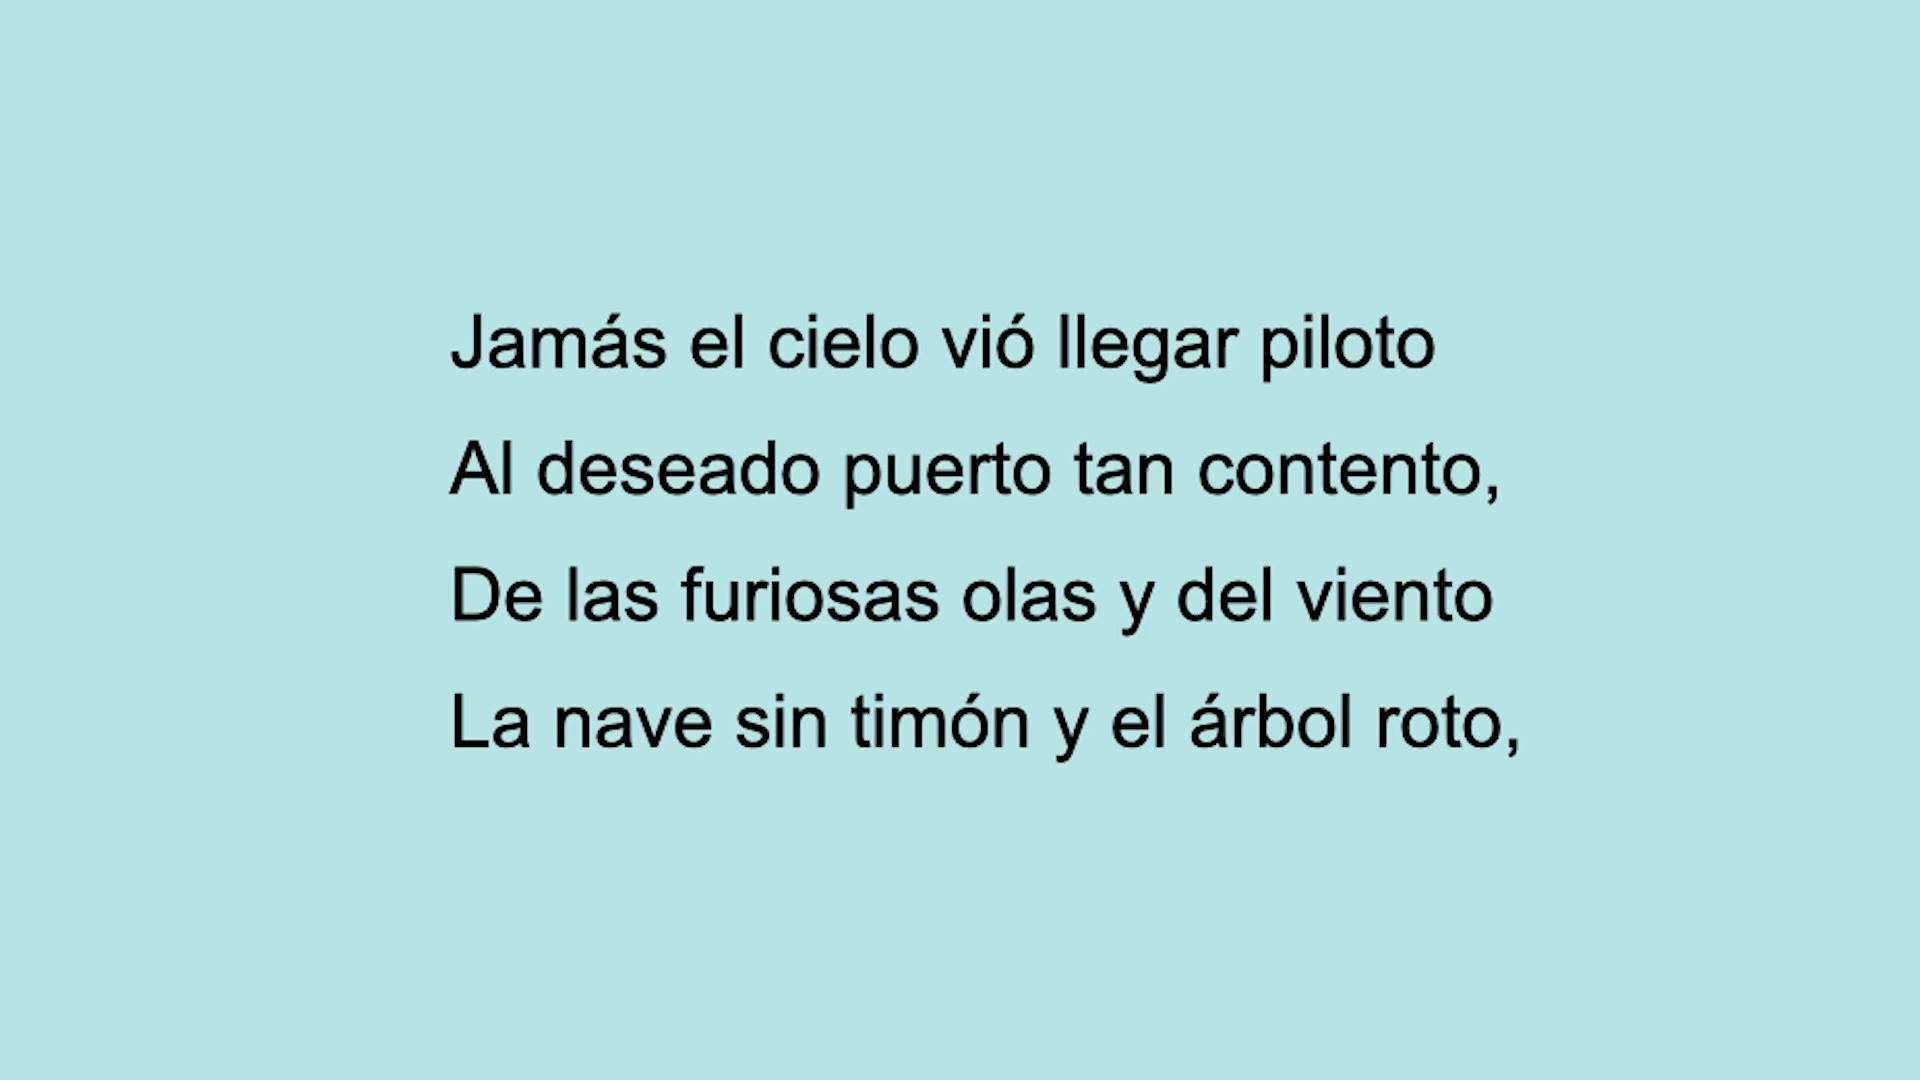 Jamás el cielo vió llegar piloto
Al deseado puerto tan contento,
De las furiosas olas y del viento
La nave sin timón y el árbol roto,